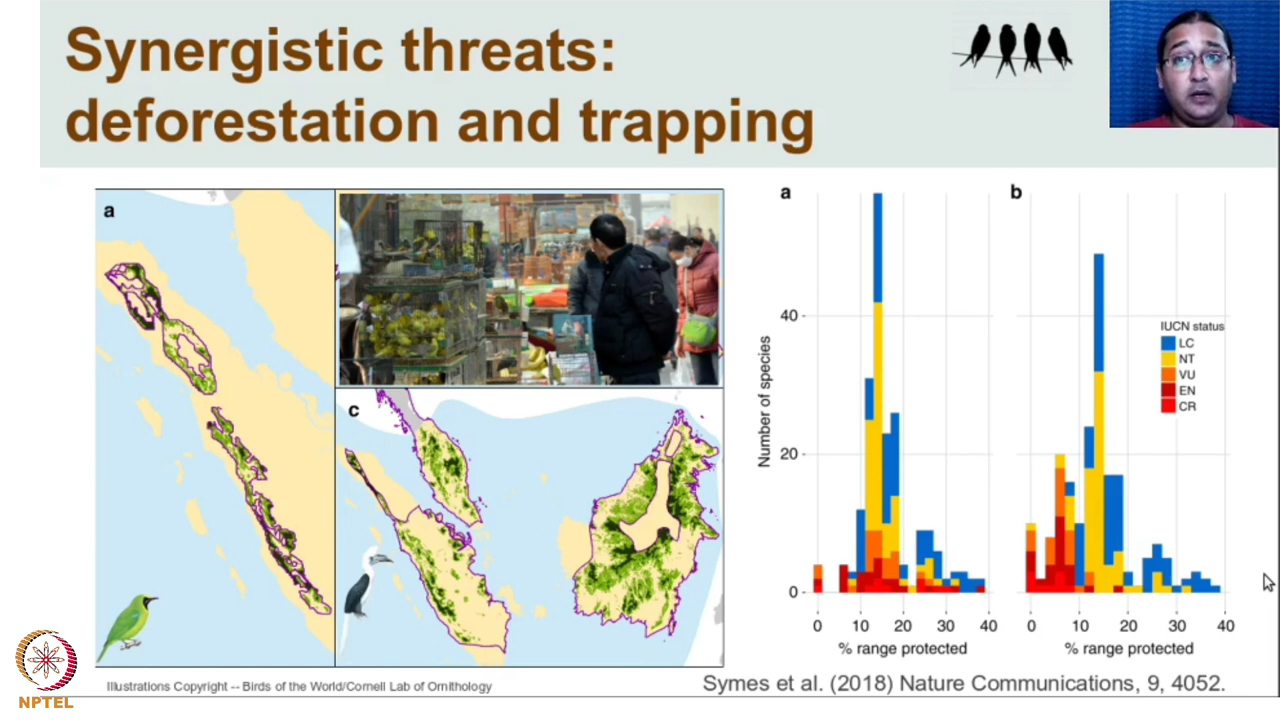 Synergistic threats:
deforestation and trapping
a
c
a
b
Number of species
40
20
0
0 10 20 30 40
% range protected
IUCN status
LC
NT
VU
EN
CR
0 10 20 30 40
% range protected
Illustrations Copyright -- Birds of the World/Cornell Lab of Ornithology
Symes et al. (2018) Nature Communications, 9, 4052.
NPTEL